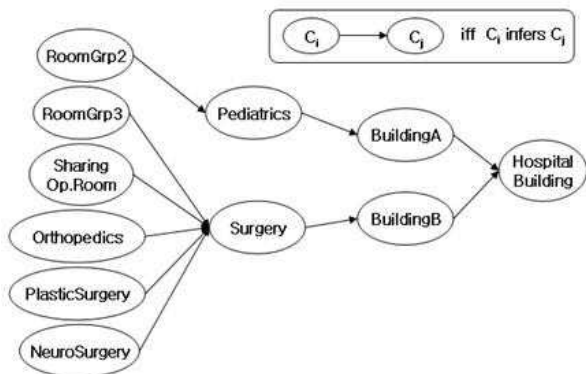 C_i C_j iff C_i infers C_j
RoomGrp2
RoomGrp3
Pediatrics
BuildingA
Sharing
Op.Room
Hospital
Building
Orthopedics
Surgery
BuildingB
PlasticSurgery
NeuroSurgery